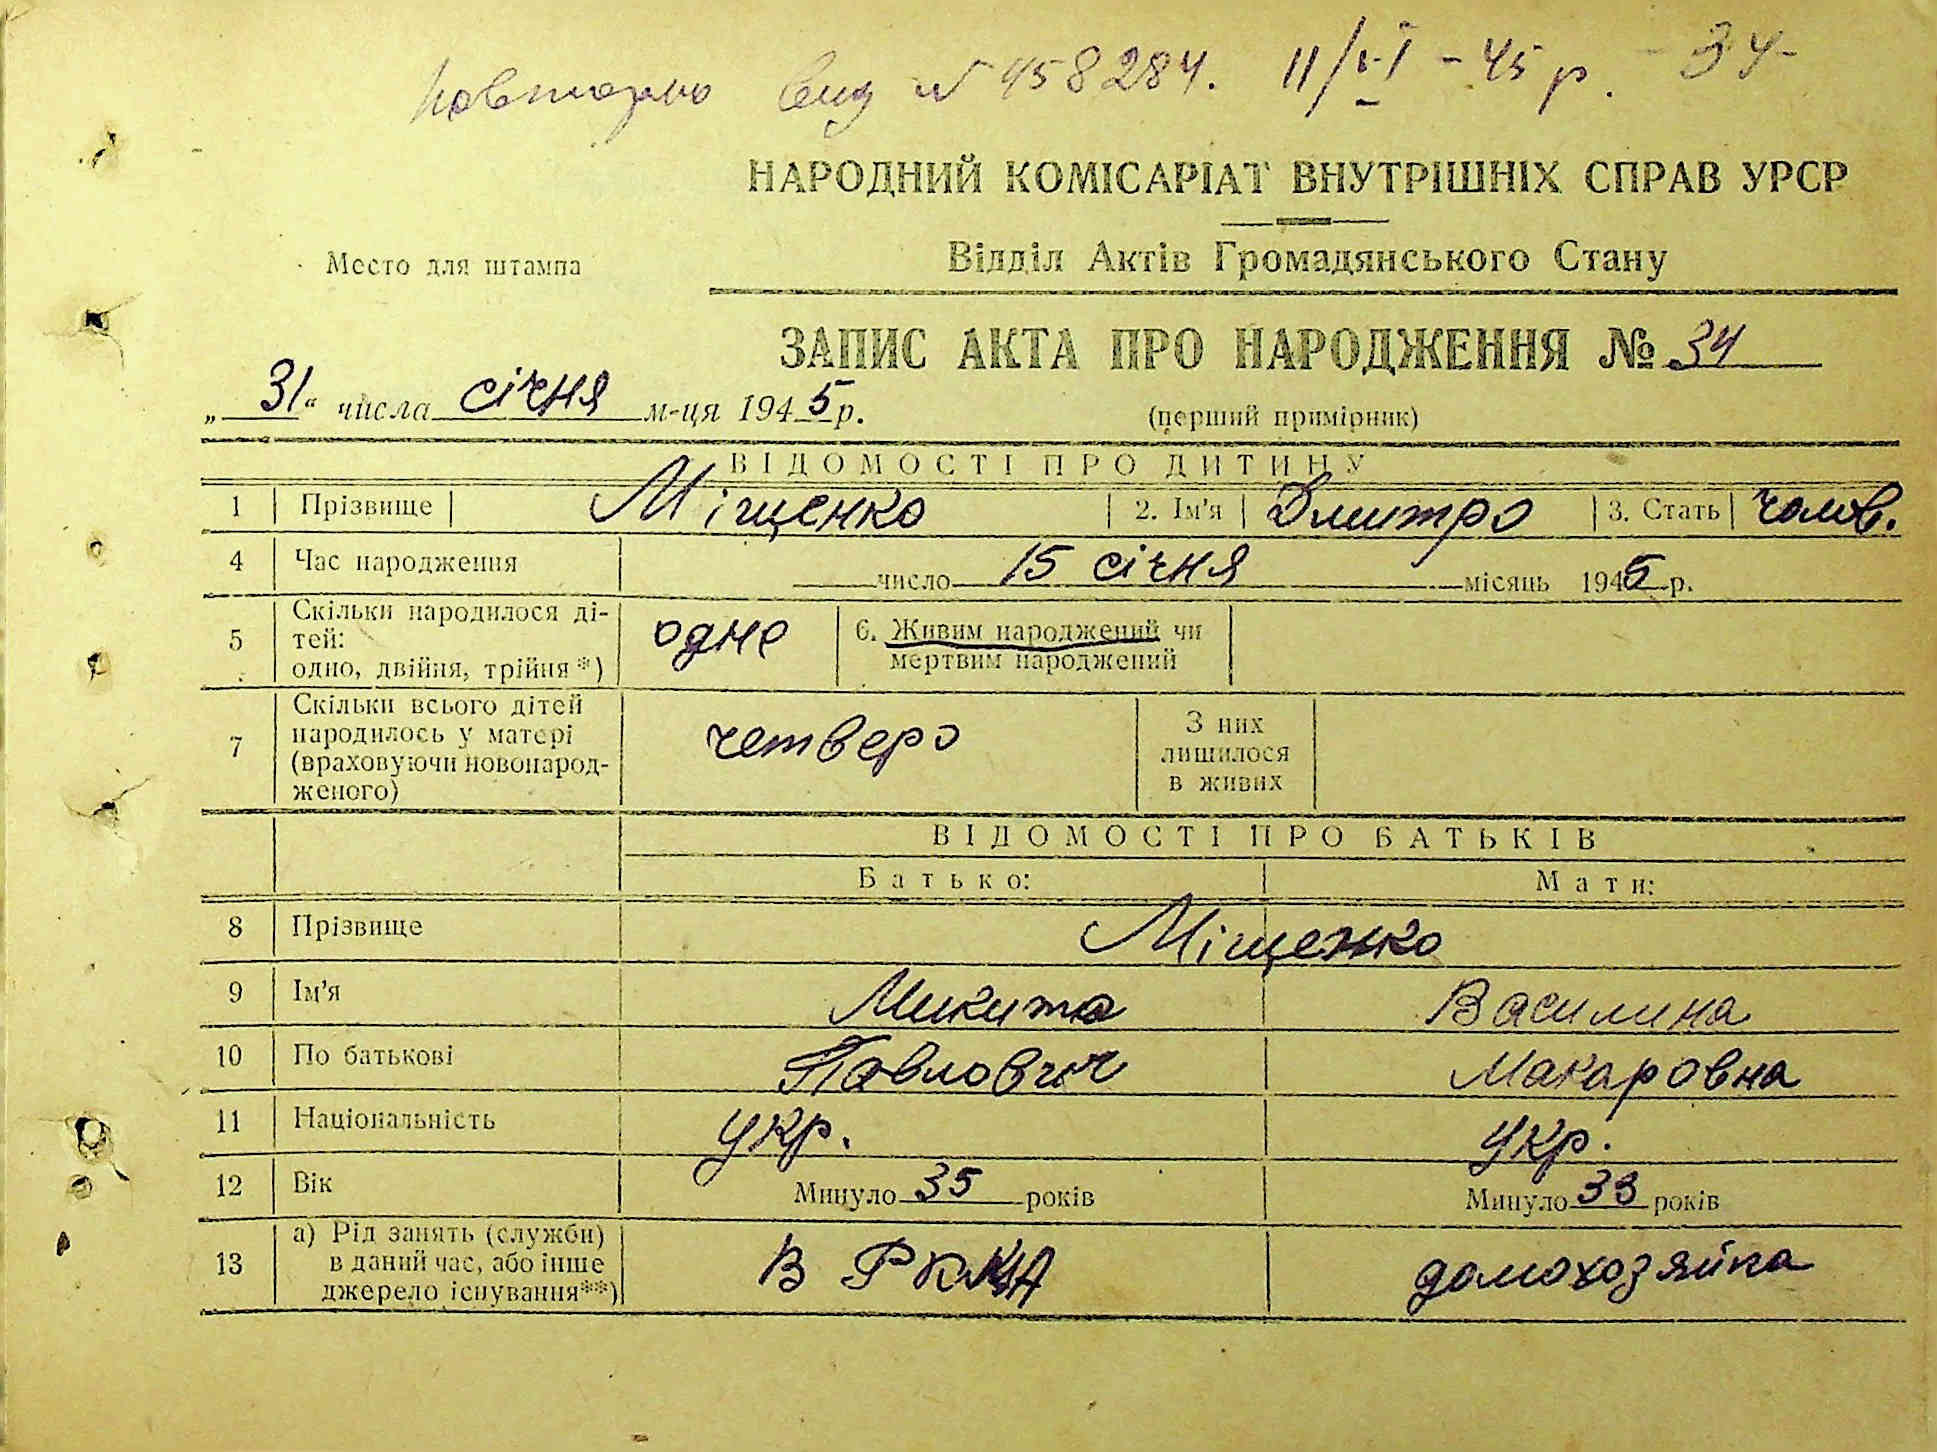 Повторно вид № 458284. 11/VI - 45 р. - 34 -
НАРОДНИЙ КОМІСАРІАТ ВНУТРІШНІХ СПРАВ УРСР
Місто для штампа
Відділ Актів Громадянського Стану
ЗАПИС АКТА ПРО НАРОДЖЕННЯ № 34
„31“ числа січня м-ця 1945 р. (перший примірник)
ВІДОМОСТІ ПРО ДИТИНУ
1 Прізвище Міщенко 2. Ім'я Дмитро 3. Стать чолов.
4 Час народження число 15 січня місяць 1945 р.
5 Скільки народилося ді-
тей:
одно, двійня, трійня*) одне 6. Живим народжений чи
мертвим народжений
7 Скільки всього дітей
народилось у матері
(враховуючи новонарод-
женого) четверо З них
лишилося
в живих
ВІДОМОСТІ ПРО БАТЬКІВ
Батько: Мати:
8 Прізвище Міщенко
9 Ім'я Микита Василина
10 По батькові Павлович Макаровна
11 Національність укр. укр.
12 Вік Минуло 35 років Минуло 33 років
13 а) Рід занять (служби)
в даний час, або інше
джерело існування**) в РККА домохозяйка